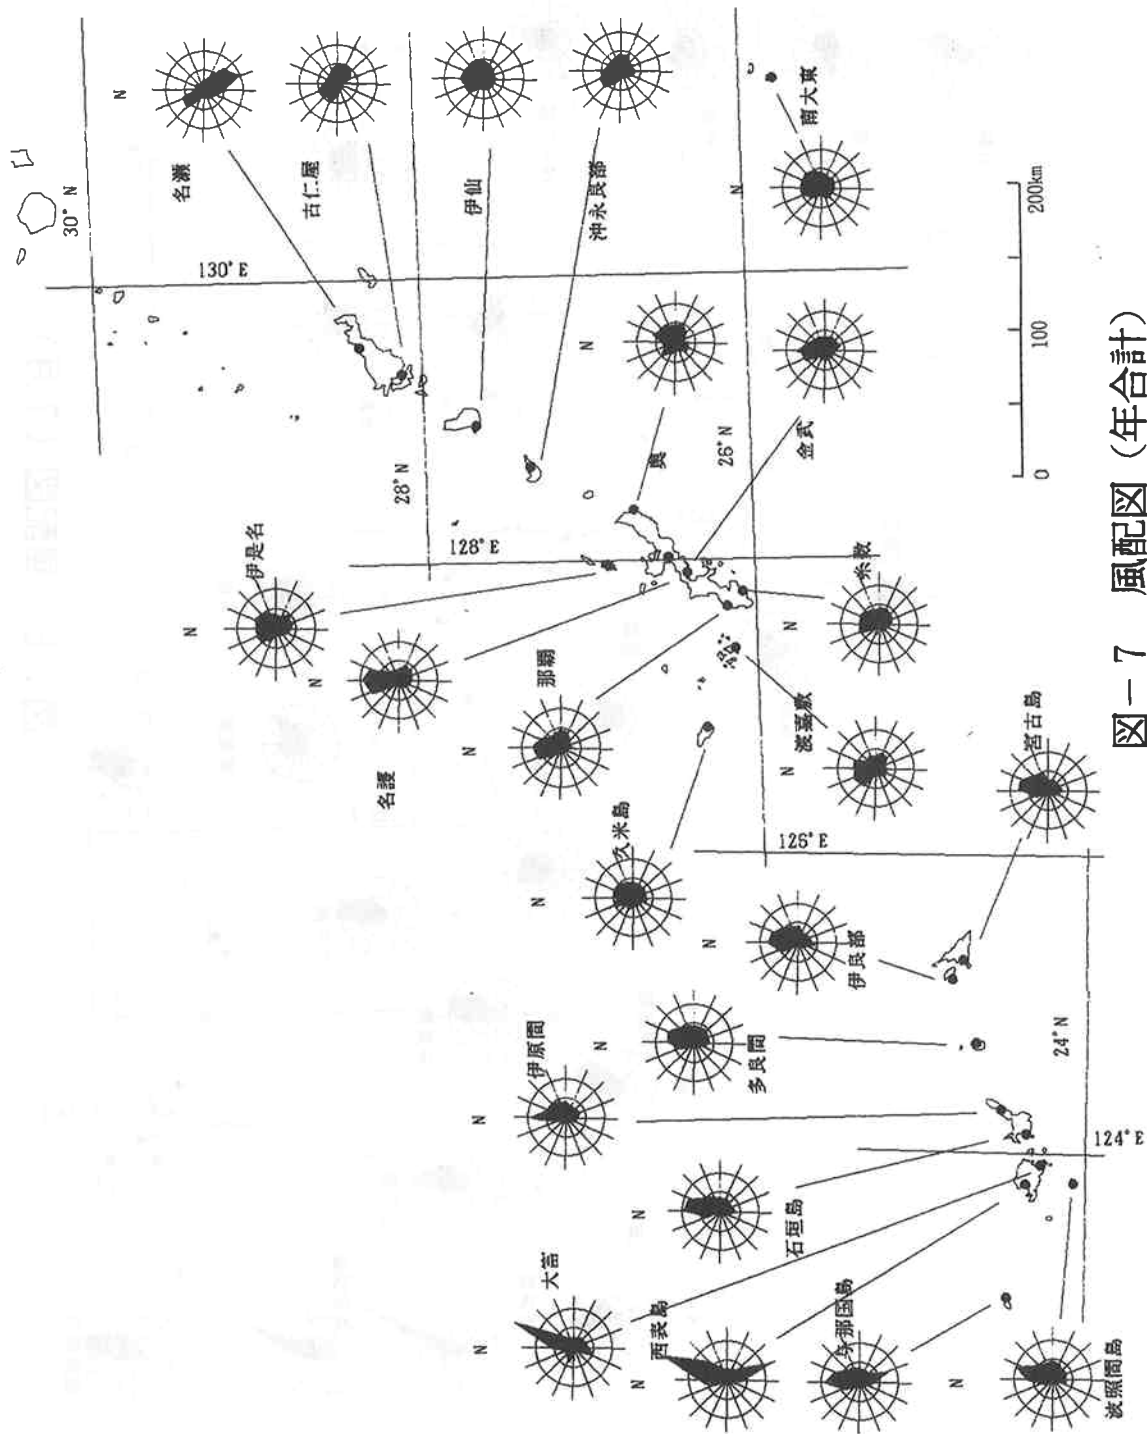 30° N
N
名瀬
130° E
古仁屋
伊仙
沖永良部
N
南大東
28° N
伊是名
128° E
N
N
奥
26° N
金武
N
N
名護
那覇
N
糸数
N
渡嘉敷
N
久米島
N
126° E
宮古島
N
伊良部
N
伊原間
N
多良間
24° N
N
石垣島
124° E
N
大富
N
西表島
与那国島
N
波照間島
0 100 200km
図－7 風配図 (年合計)